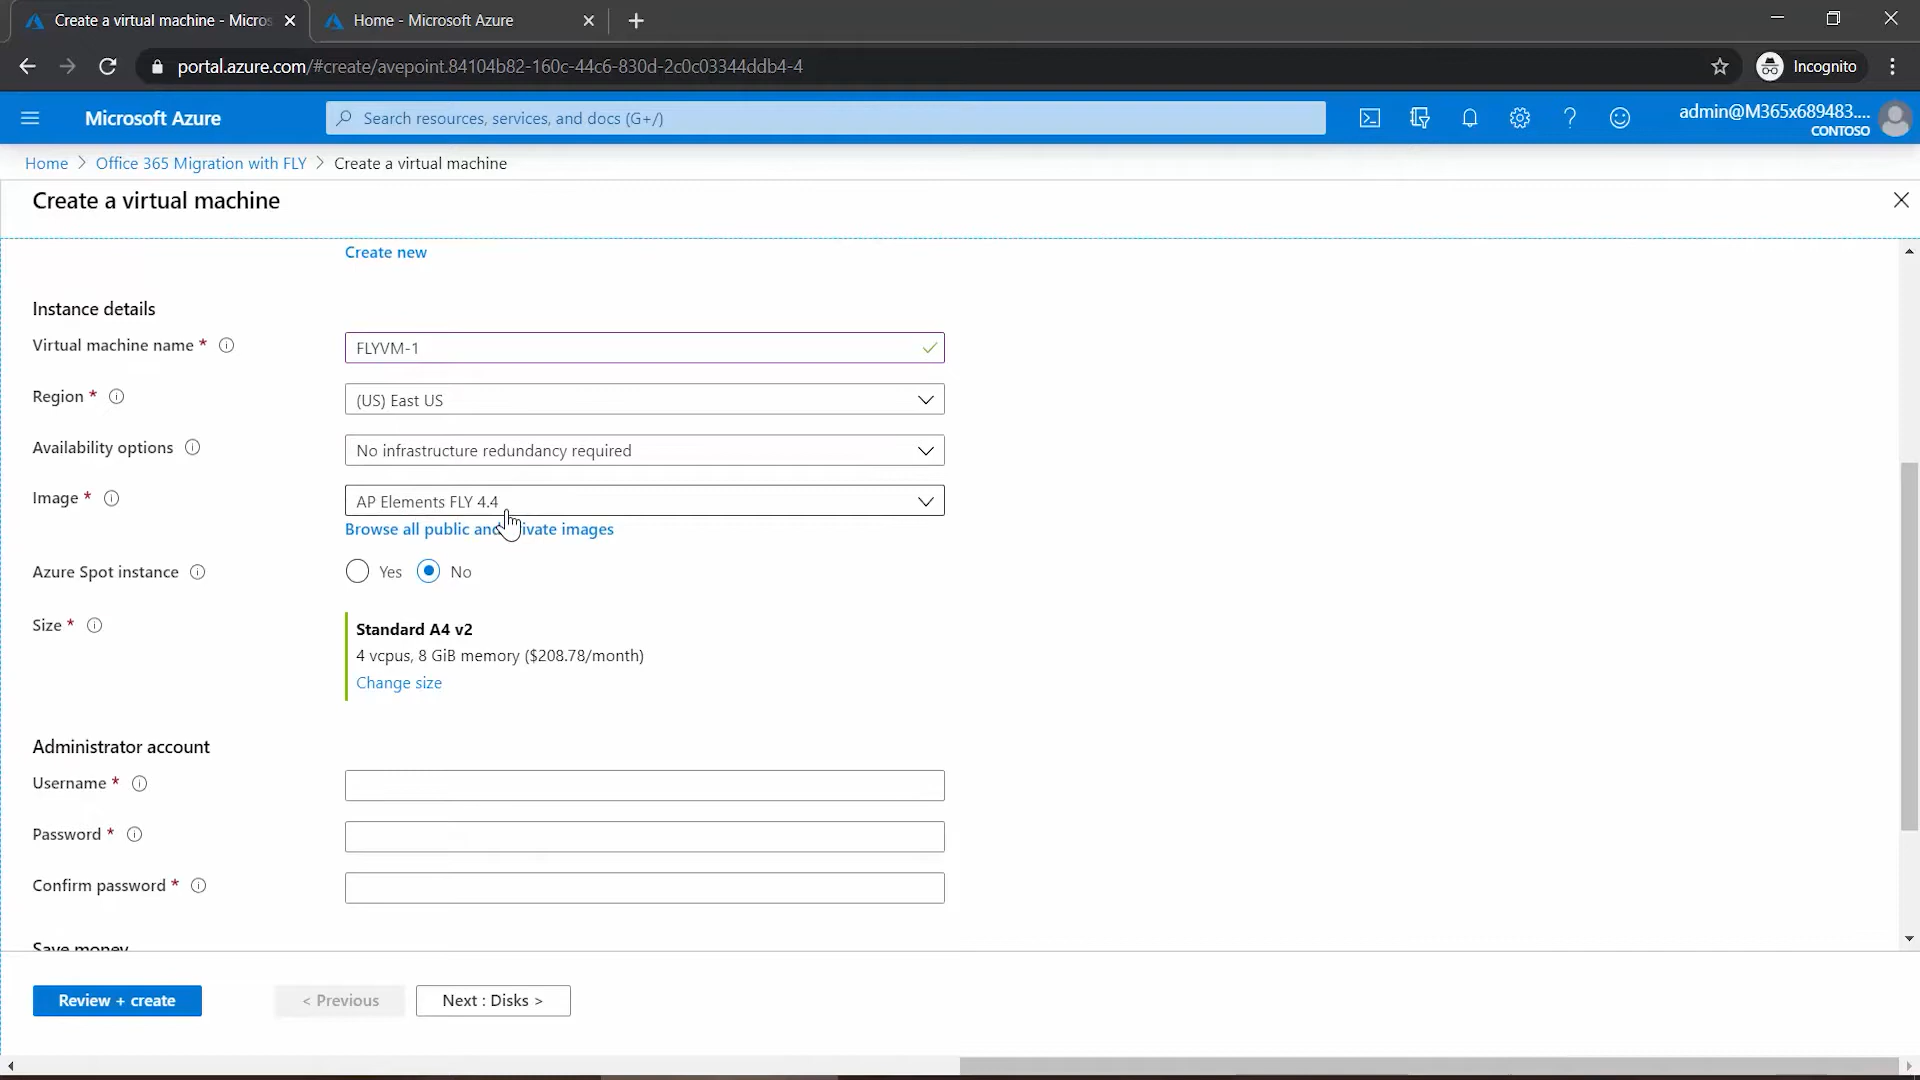 Create a virtual machine - Micros
Home - Microsoft Azure
portal.azure.com/#create/avepoint.84104b82-160c-44c6-830d-2c0c03344ddb4-4
Incognito
Microsoft Azure
Search resources, services, and docs (G+/)
admin@M365x689483....
CONTOSO
Home > Office 365 Migration with FLY > Create a virtual machine
Create a virtual machine
Create new
Instance details
Virtual machine name *
FLYVM-1
Region *
(US) East US
Availability options
No infrastructure redundancy required
Image *
AP Elements FLY 4.4
Browse all public and ivate images
Azure Spot instance
Yes No
Size *
Standard A4 v2
4 vcpus, 8 GiB memory ($208.78/month)
Change size
Administrator account
Username *
Password *
Confirm password *
Save money
Review + create
< Previous
Next : Disks >